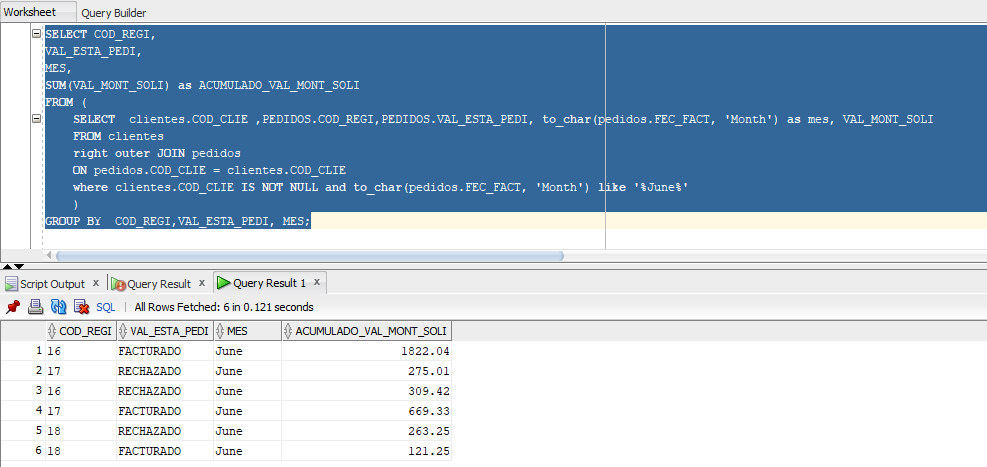 Worksheet Query Builder
SELECT COD_REGI,
VAL_ESTA_PEDI,
MES,
SUM(VAL_MONT_SOLI) as ACUMULADO_VAL_MONT_SOLI
FROM (
SELECT clientes.COD_CLIE ,PEDIDOS.COD_REGI,PEDIDOS.VAL_ESTA_PEDI, to_char(pedidos.FEC_FACT, 'Month') as mes, VAL_MONT_SOLI
FROM clientes
right outer JOIN pedidos
ON pedidos.COD_CLIE = clientes.COD_CLIE
where clientes.COD_CLIE IS NOT NULL and to_char(pedidos.FEC_FACT, 'Month') like '%June%'
)
GROUP BY COD_REGI,VAL_ESTA_PEDI, MES;
Script Output x Query Result x Query Result 1 x
SQL | All Rows Fetched: 6 in 0.121 seconds
COD_REGI VAL_ESTA_PEDI MES ACUMULADO_VAL_MONT_SOLI
1 16 FACTURADO June 1822.04
2 17 RECHAZADO June 275.01
3 16 RECHAZADO June 309.42
4 17 FACTURADO June 669.33
5 18 RECHAZADO June 263.25
6 18 FACTURADO June 121.25